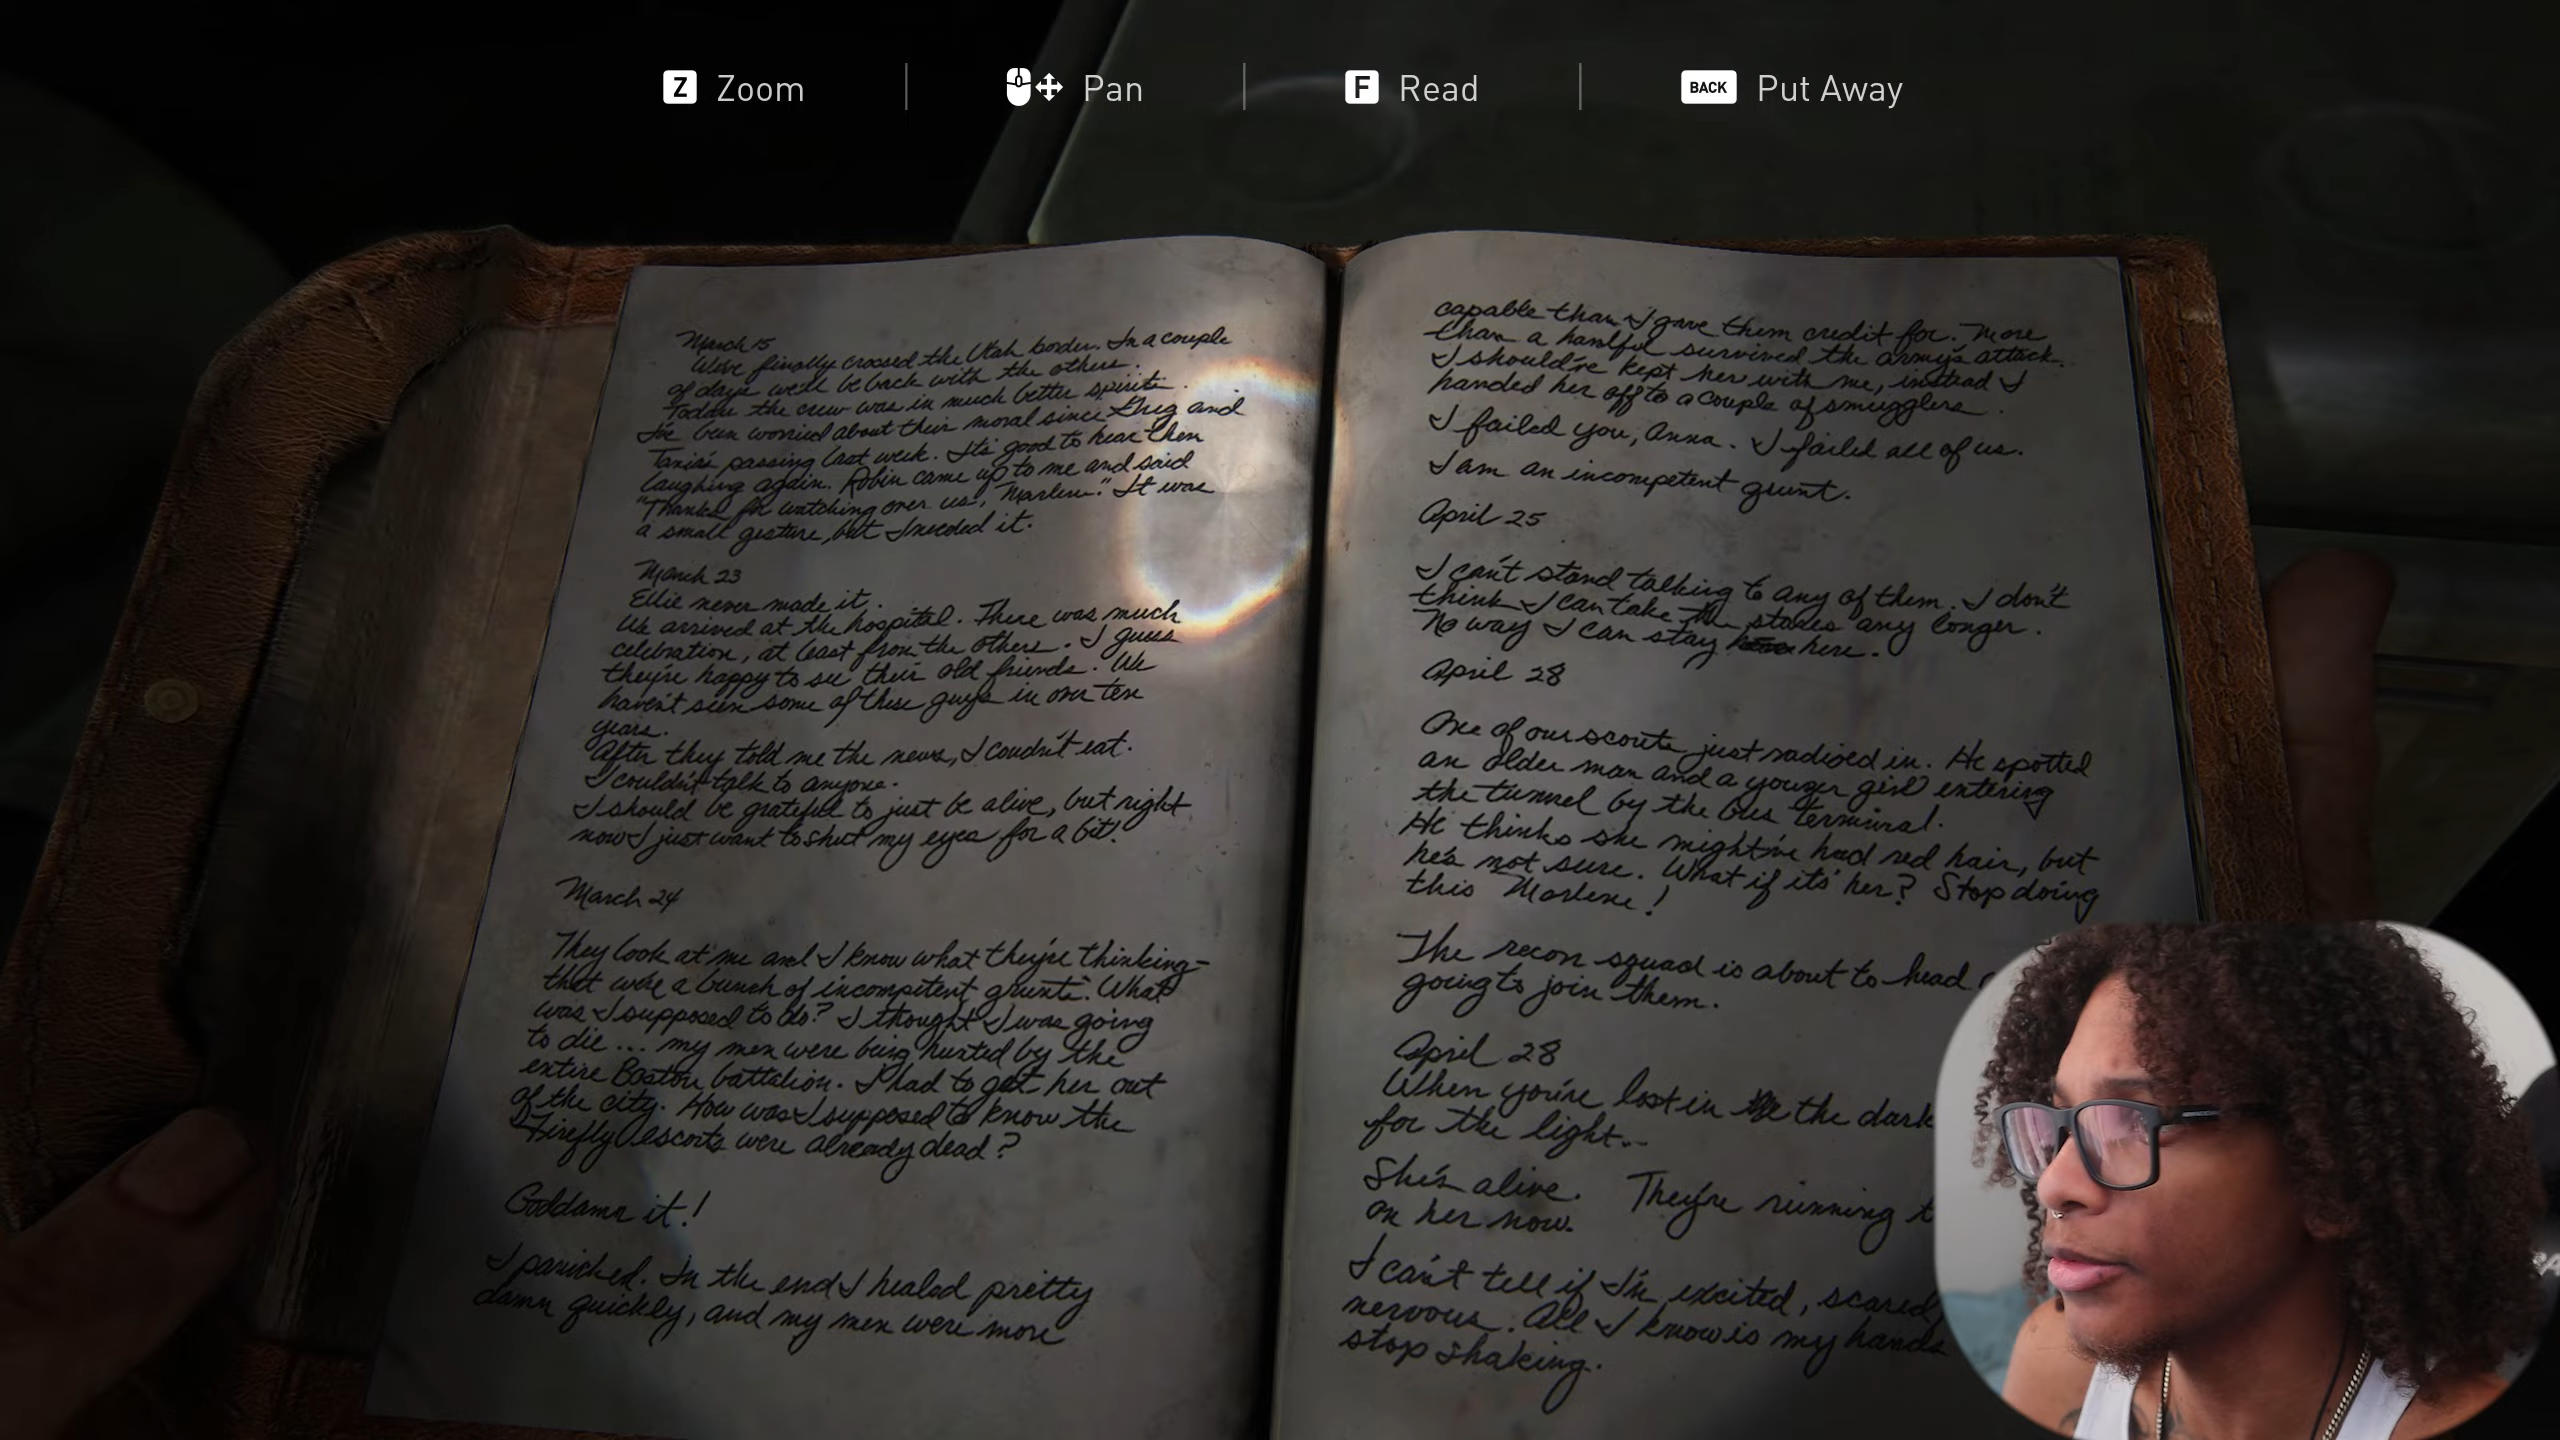 Z Zoom
Pan
F Read
BACK Put Away
March 15
We've finally crossed the Utah border. In a couple
of days we'll be back with the others.
Today the crew was in much better spirits.
I've been worried about their moral since and
Tania's passing last week. It's good to hear them
laughing again. Robin came up to me and said
"Thanks for watching over us, Marlene." It was
a small gesture, but I needed it.
March 23
Ellie never made it.
We arrived at the hospital. There was much
celebration, at least from the others. I guess
they're happy to see their old friends. We
haven't seen some of these guys in over ten
years.
After they told me the news, I coudn't eat.
I couldn't talk to anyone.
I should be grateful to just be alive, but right
now I just want to shut my eyes for a bit.
March 24
They look at me and I know what they're thinking-
that we're a bunch of incompetent grunts. What
was I supposed to do? I thought I was going
to die... my men were being hunted by the
entire Boston battalion. I had to get her out
of the city. How was I supposed to know the
Firefly escorts were already dead?
Goddamn it!
I panicked. In the end I healed pretty
damn quickly, and my men were more
capable than I gave them credit for. More
than a handful survived the army's attack.
I should've kept her with me, instead I
handed her off to a couple of smugglers.
I failed you, Anna. I failed all of us.
I am an incompetent grunt.
April 25
I can't stand talking to any of them. I don't
think I can take the stares any longer.
No way I can stay here.
April 28
One of our scouts just radioed in. He spotted
an older man and a younger girl entering
the tunnel by the bus terminal.
He thinks she might've had red hair, but
he's not sure. What if it's her? Stop doing
this Marlene!
The recon squad is about to head
going to join them.
April 28
When you're lost in the dark
for the light..
She's alive. They're running
on her now.
I can't tell if I'm excited, scared,
nervous. All I know is my hands
stop shaking.